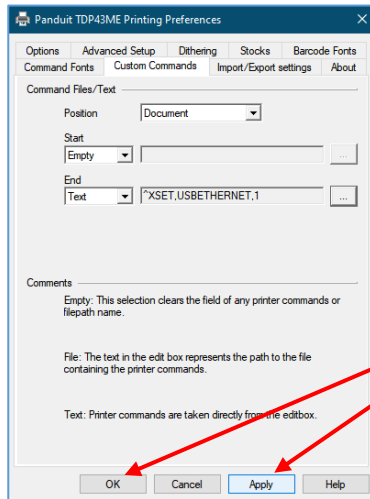 Panduit TDP43ME Printing Preferences
Options Advanced Setup Dithering Stocks Barcode Fonts
Command Fonts Custom Commands Import/Export settings About
Command Files/Text
Position Document
Start
Empty ...
End
Text ^XSET,USBETHERNET,1 ...
Comments
Empty: This selection clears the field of any printer commands or
filepath name.
File: The text in the edit box represents the path to the file
containing the printer commands.
Text: Printer commands are taken directly from the editbox.
OK Cancel Apply Help